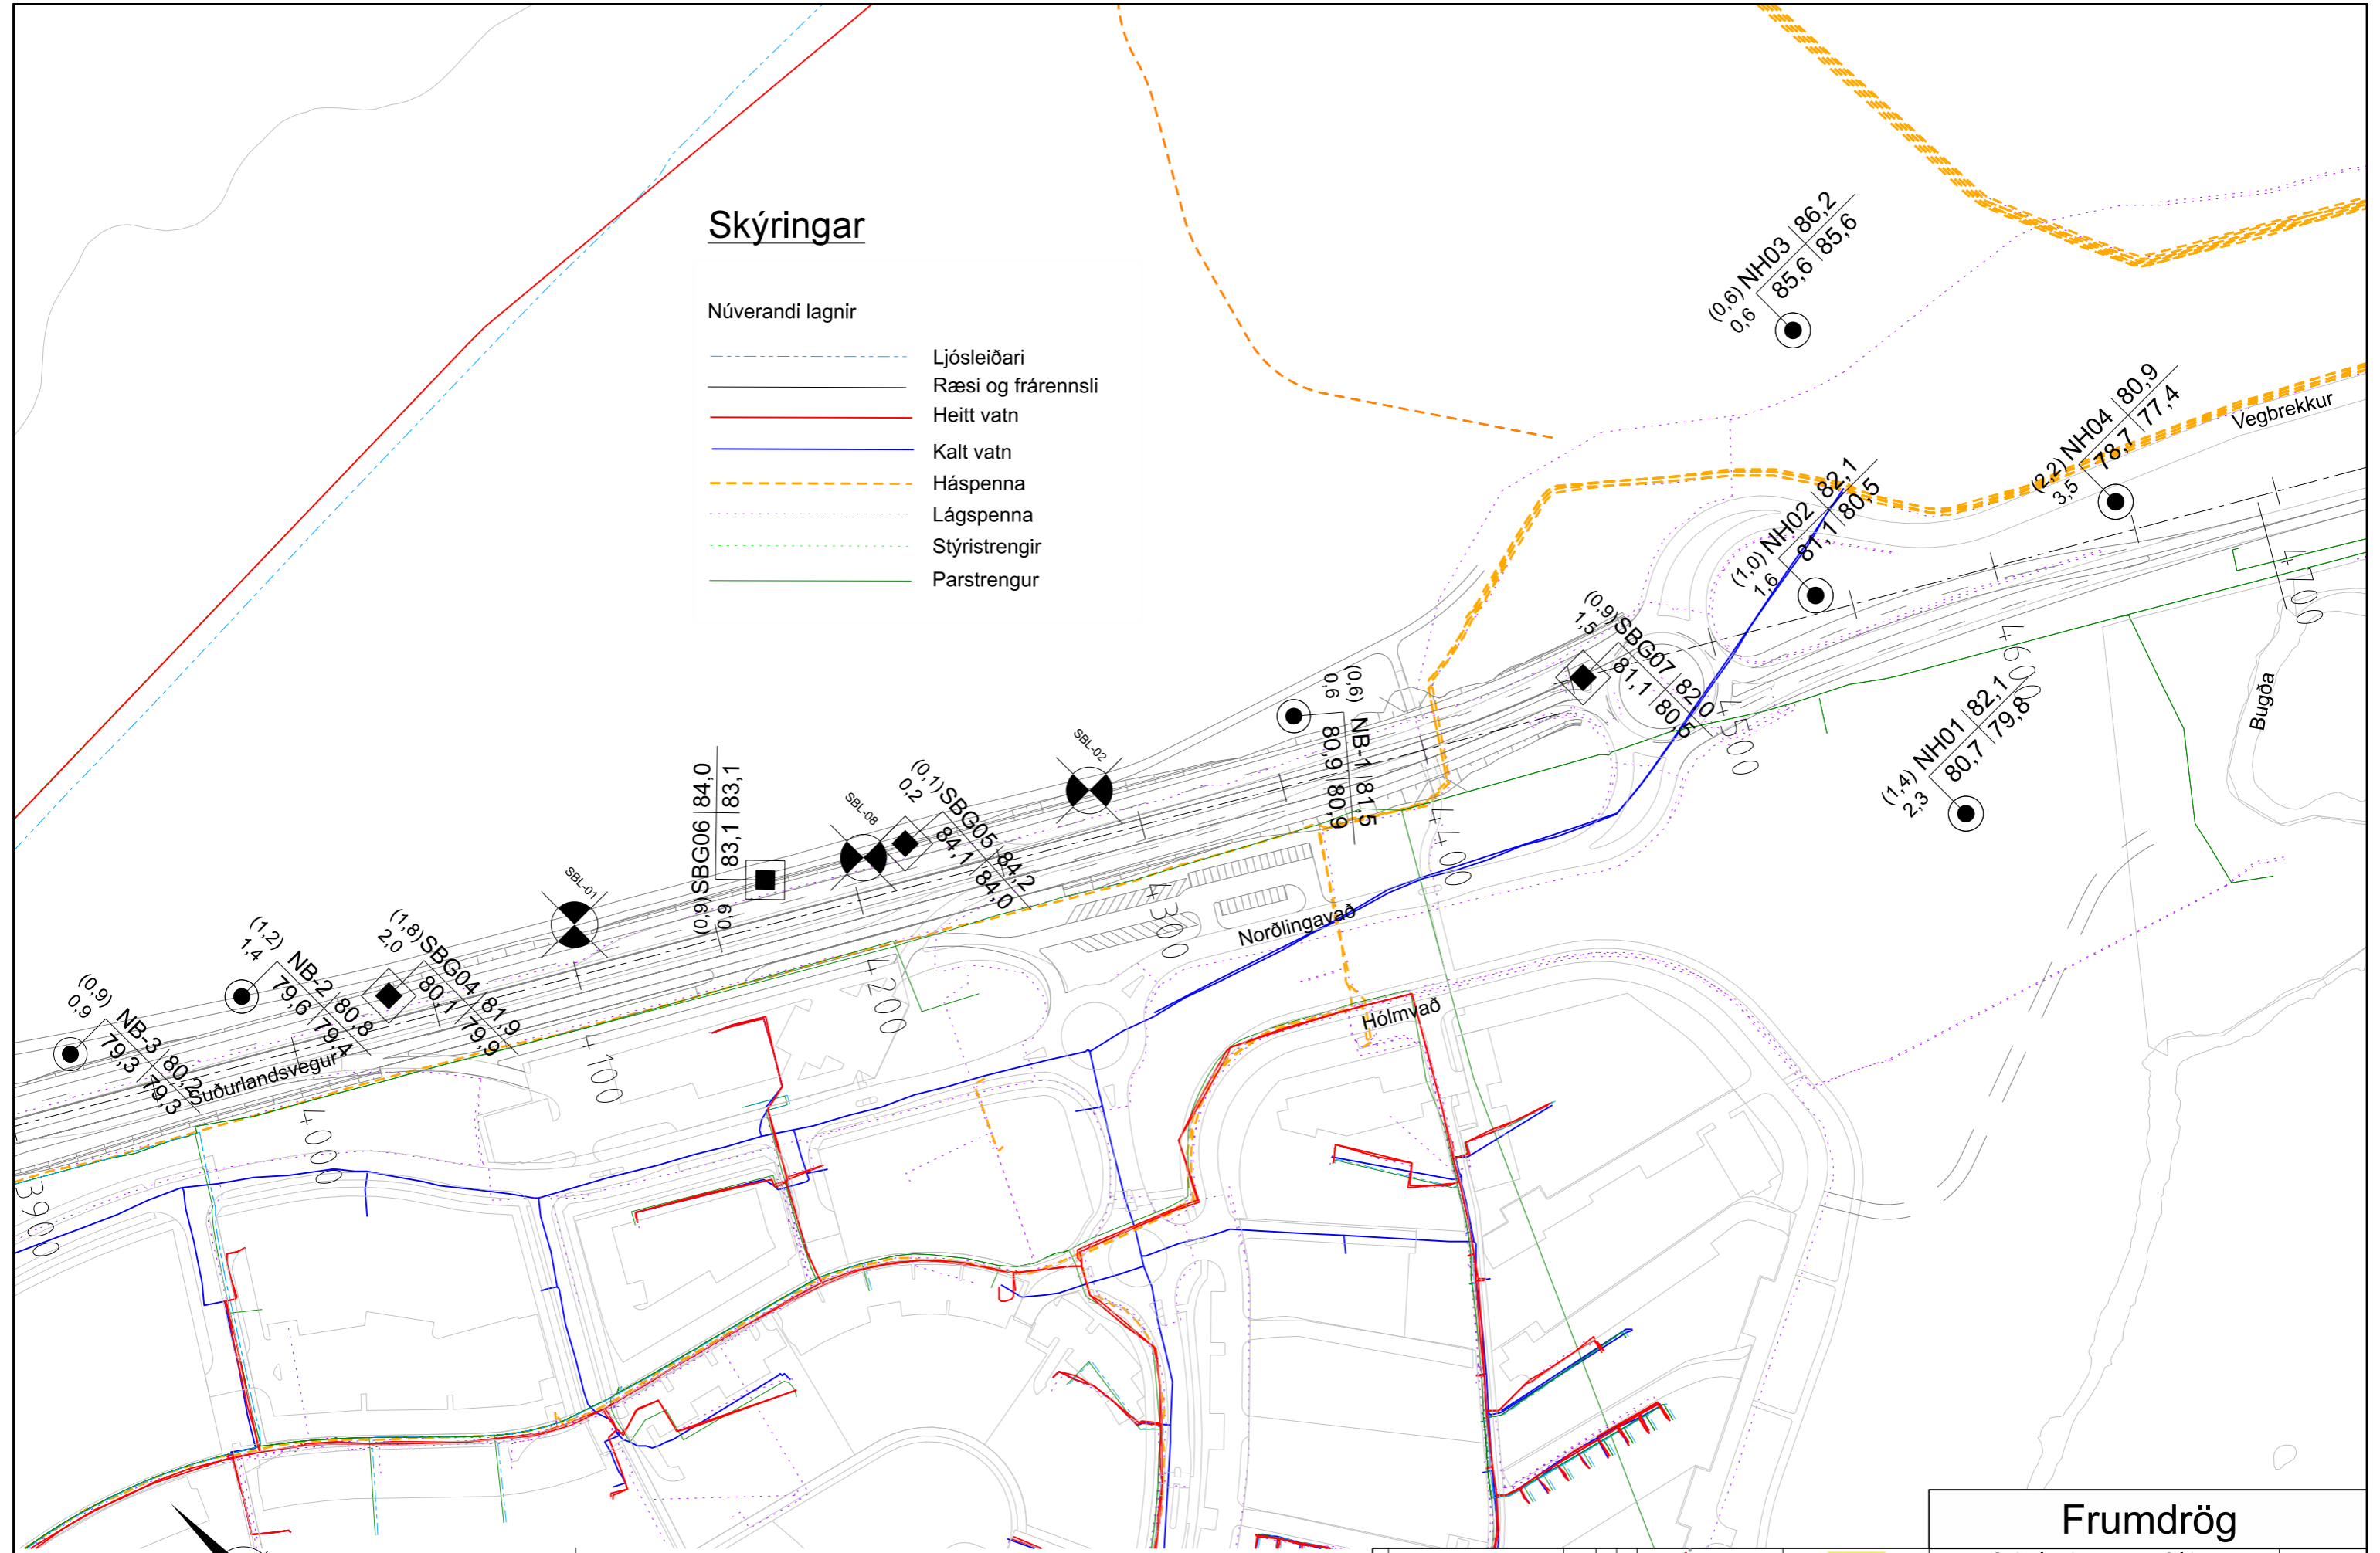 Skýringar
Núverandi lagnir
Ljósleiðari
Ræsi og frárennsli
Heitt vatn
Kalt vatn
Háspenna
Lágspenna
Stýristrengir
Parstrengur
(0,6) NH03 86,2
0,6 85,6 85,6
(2,2) NH04 80,9
3,5 78,7 77,4
Vegbrekkur
(1,0) NH02 82,1
1,6 81,1 80,5
(0,9) SBG07 82,0
1,5 81,1 80,5
(1,4) NH01 82,1
2,3 80,7 79,8
Bugða
(0,6) NB-1 81,5
0,6 80,9 80,9
SBL-02
(0,1) SBG05 84,2
0,2 84,1 84,0
SBL-08
(0,9) SBG06 84,0
0,9 83,1 83,1
SBL-01
(1,8) SBG04 81,9
2,0 80,1 79,9
(1,2) NB-2 80,8
1,4 79,6 79,4
(0,9) NB-3 80,2
0,9 79,3 79,3
Suðurlandsvegur
Norðlingavað
Hólmvað
3900
4000
4100
4200
4300
4400
4500
4600
4700
Frumdrög